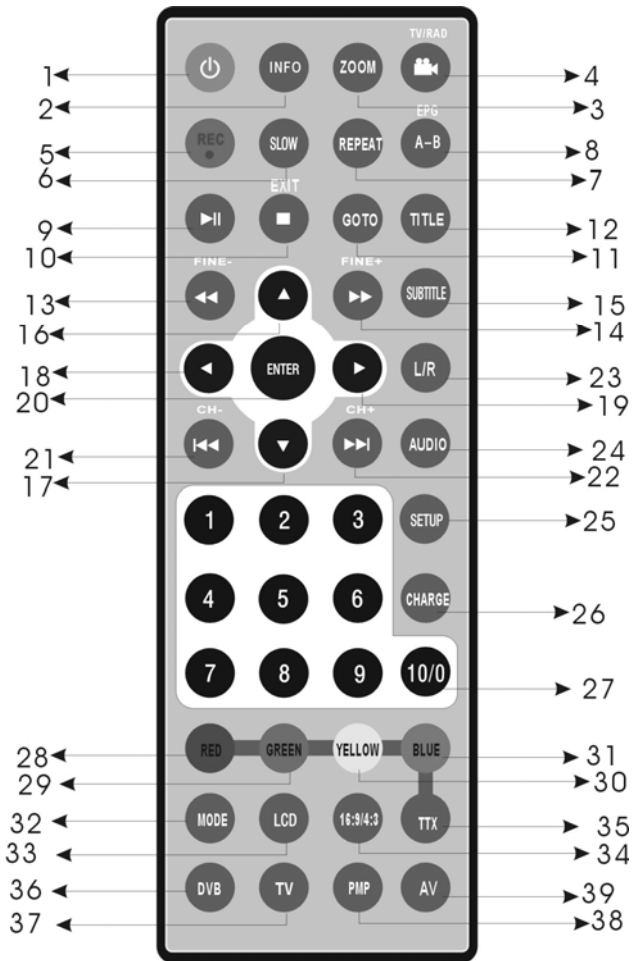 TV/RAD
1 INFO ZOOM 4
2 3
EPG
5 REC SLOW REPEAT A-B 8
6 7
EXIT
9 GOTO TITLE 12
10 11
FINE- FINE+
13 SUBTITLE 15
16 14
18 ENTER L/R 23
20 19
CH- CH+
21 AUDIO 24
17 22
1 2 3 SETUP 25
4 5 6 CHARGE 26
7 8 9 10/0 27
28 RED GREEN YELLOW BLUE 31
29 30
32 MODE LCD 16:9/4:3 TTX 35
33 34
36 DVB TV PMP AV 39
37 38